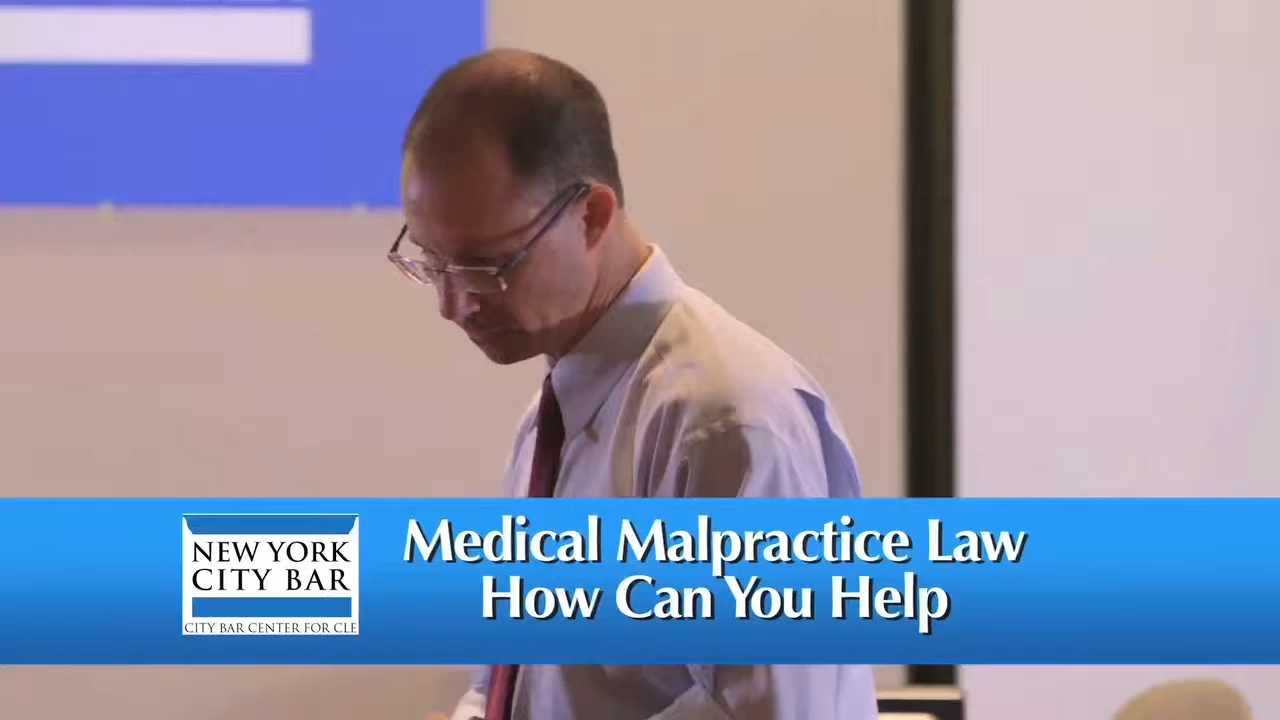 NEW YORK
CITY BAR
CITY BAR CENTER FOR CLE
Medical Malpractice Law
How Can You Help